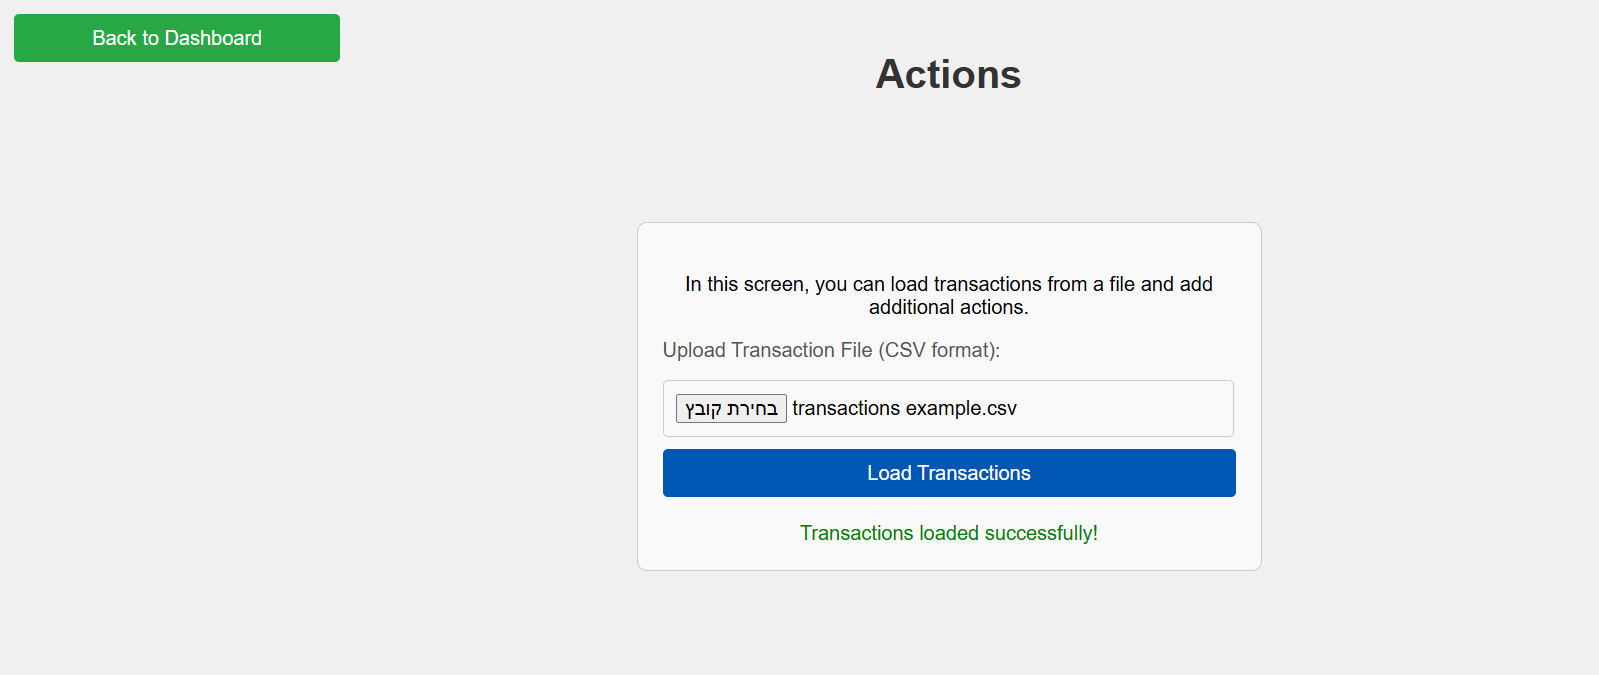 Back to Dashboard
Actions
In this screen, you can load transactions from a file and add
additional actions.
Upload Transaction File (CSV format):
בחירת קובץ transactions example.csv
Load Transactions
Transactions loaded successfully!